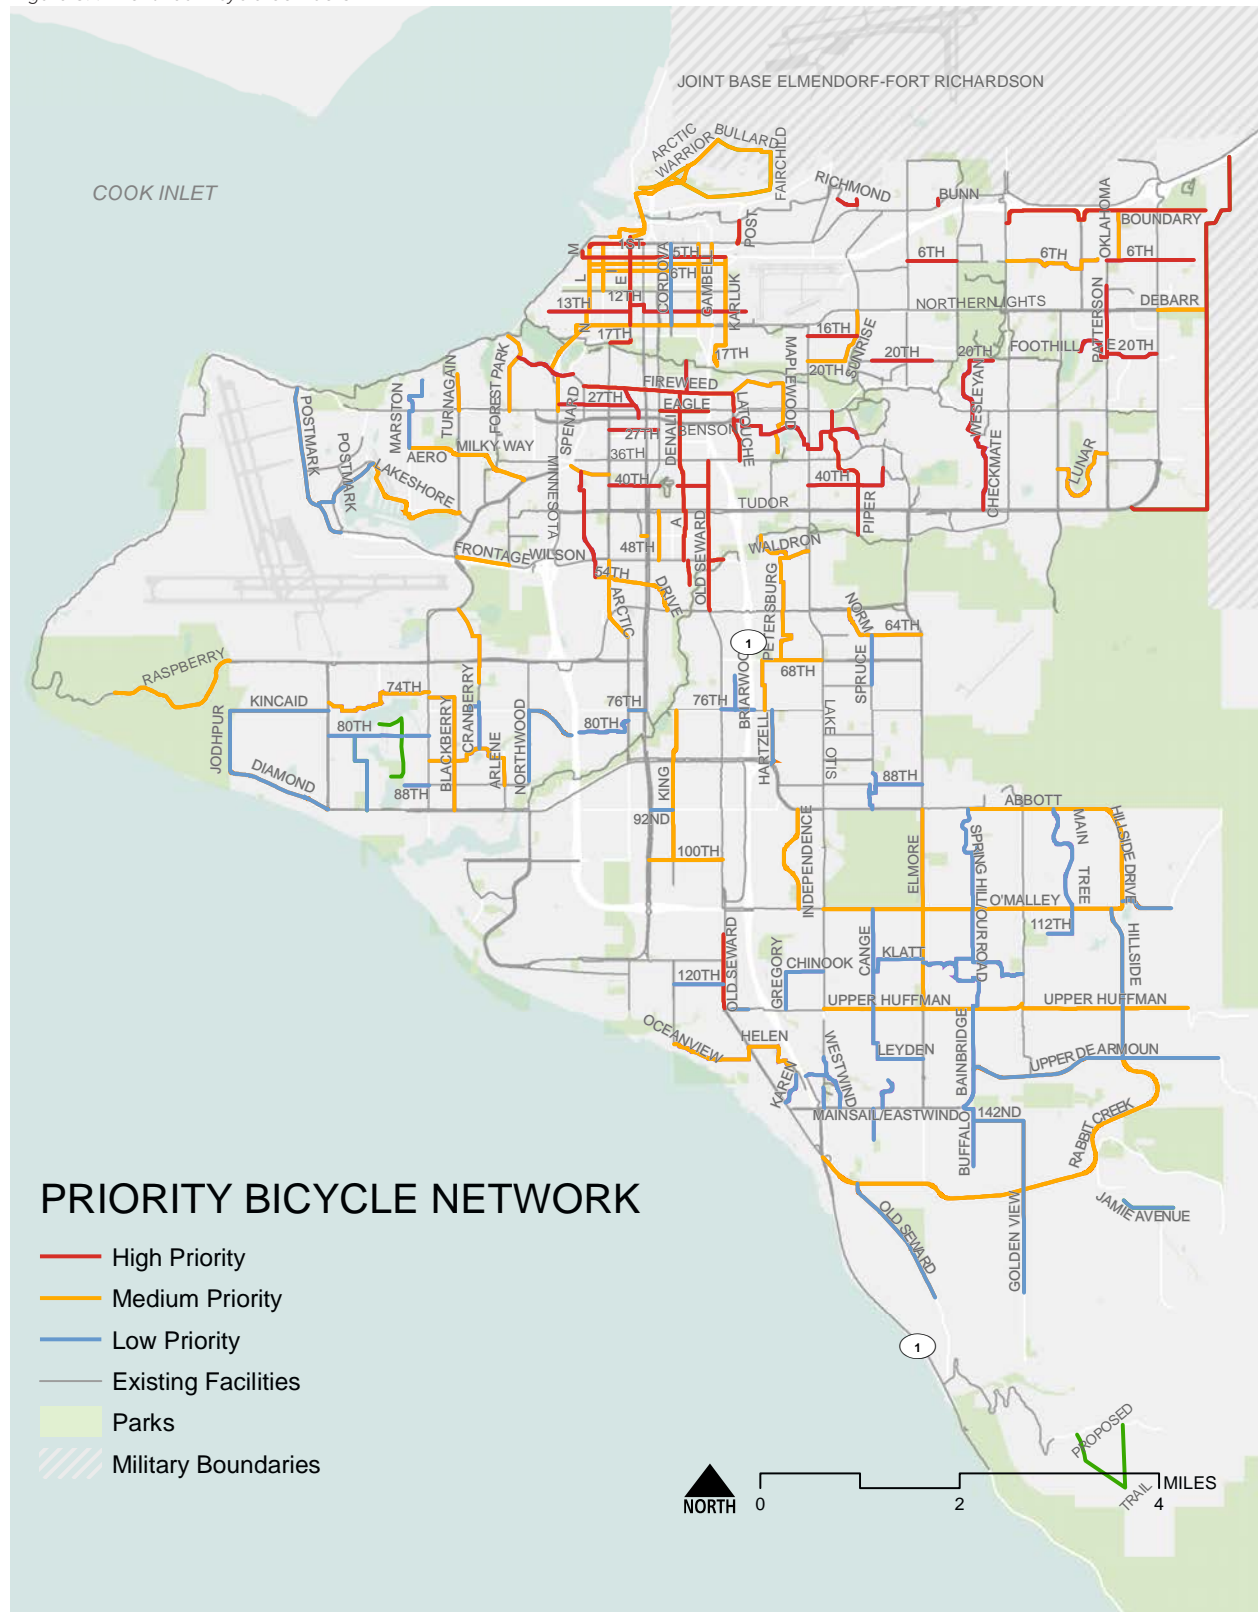 JOINT BASE ELMENDORF-FORT RICHARDSON
COOK INLET
ARCTIC
WARRIOR
BULLARD
FAIRCHILD
RICHMOND
BUNN
POST
OKLAHOMA
BOUNDARY
M
1ST
5TH
6TH
6TH
6TH
6TH
L
I
E
CORDOVA
GAMBELL
KARLUK
12TH
13TH
N
17TH
17TH
NORTHERN LIGHTS
DEBARR
16TH
SUNRISE
PATTERSON
MAPLEWOOD
20TH
20TH
20TH
20TH
FOOTHILL
WESLEYAN
TURNAGAIN
FOREST PARK
FIREWEED
27TH
EAGLE
LATOUCHE
SPENARD
27TH
BENSON
DENALI
36TH
MARSTON
POSTMARK
POSTMARK
MILKY WAY
AERO
LAKESHORE
MINNESOTA
40TH
40TH
LUNAR
CHECKMATE
PIPER
TUDOR
A
OLD SEWARD
FRONTAGE
WILSON
48TH
WALDRON
54TH
DRIVE
ARCTIC
PETERSBURG
NORM
64TH
1
RASPBERRY
68TH
SPRUCE
74TH
KINCAID
JODHPUR
80TH
CRANBERRY
BLACKBERRY
ARLENE
NORTHWOOD
76TH
80TH
76TH
HARTZELL
LAKE OTIS
DIAMOND
88TH
88TH
KING
92ND
ABBOTT
100TH
INDEPENDENCE
ELMORE
SPRING HILL/OUR ROAD
MAIN TREE
HILLSIDE DRIVE
O'MALLEY
112TH
HILLSIDE
OLD SEWARD
GREGORY
CHINOOK
CANGE
KLATT
120TH
UPPER HUFFMAN
UPPER HUFFMAN
OCEANVIEW
HELEN
WESTWIND
LEYDEN
BAINBRIDGE
UPPER DE ARMOUN
KAREN
MAINSAIL/EASTWIND
142ND
BUFFALO
RABBIT CREEK
OLD SEWARD
GOLDEN VIEW
JAMIE AVENUE
1
PRIORITY BICYCLE NETWORK
High Priority
Medium Priority
Low Priority
Existing Facilities
Parks
Military Boundaries
PROPOSED
TRAIL
NORTH
0
2
4
MILES